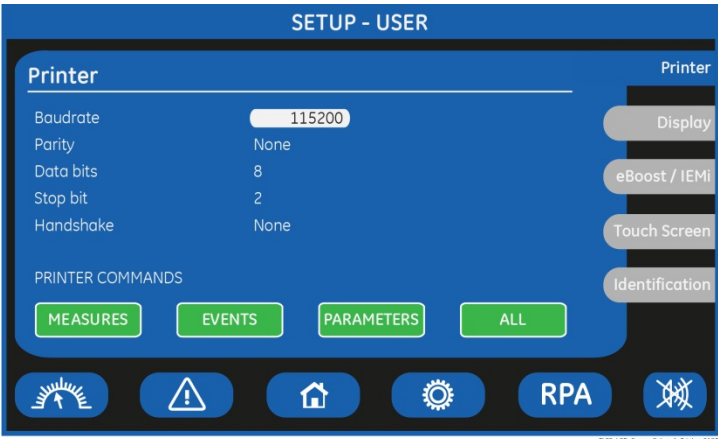 SETUP - USER
Printer
Baudrate 115200
Parity None
Data bits 8
Stop bit 2
Handshake None
PRINTER COMMANDS
MEASURES EVENTS PARAMETERS ALL
Printer
Display
eBoost / IEMi
Touch Screen
Identification
RPA